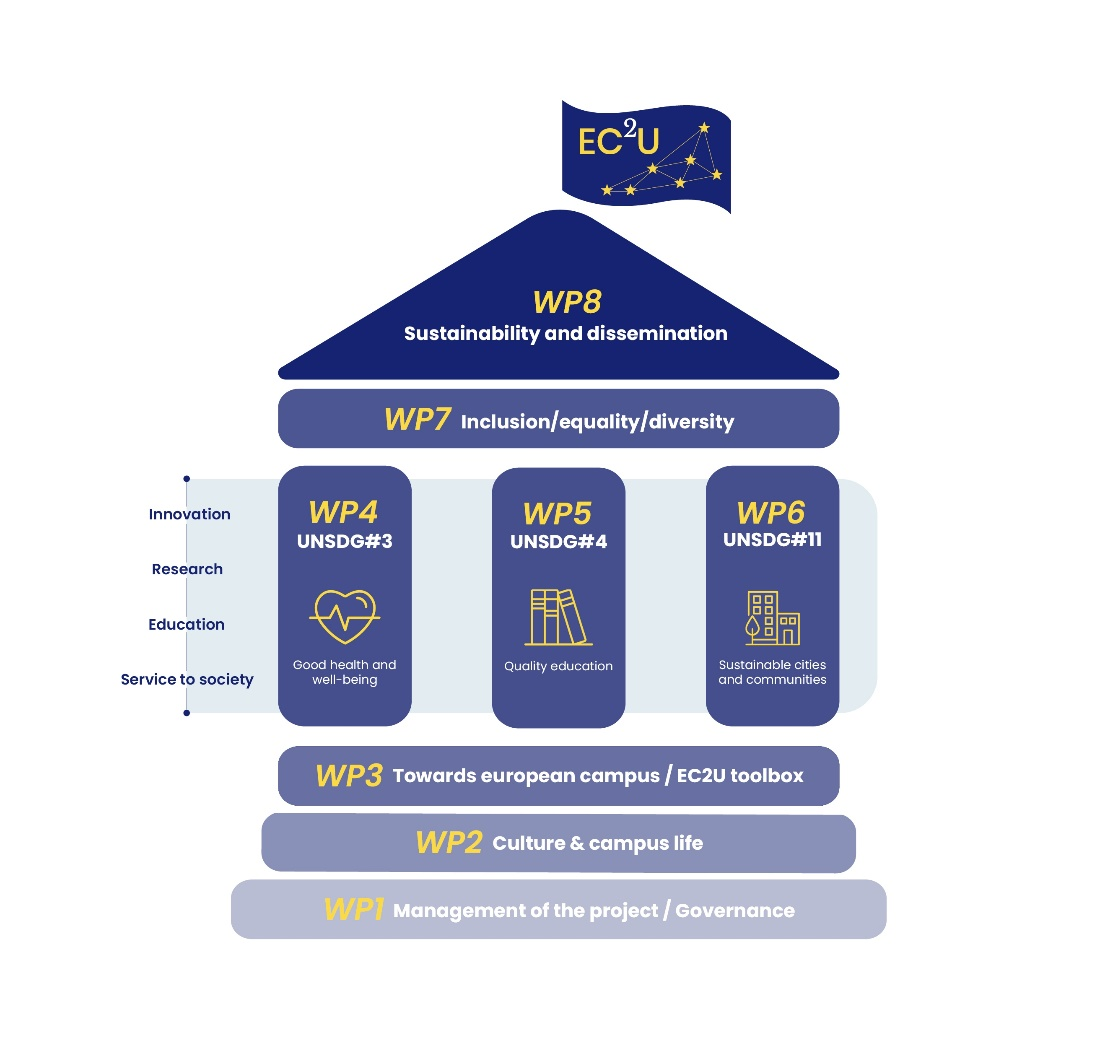 EC²U
WP8
Sustainability and dissemination
WP7 Inclusion/equality/diversity
Innovation
Research
Education
Service to society
WP4
UNSDG#3
Good health and
well-being
WP5
UNSDG#4
Quality education
WP6
UNSDG#11
Sustainable cities
and communities
WP3 Towards european campus / EC2U toolbox
WP2 Culture & campus life
WP1 Management of the project / Governance